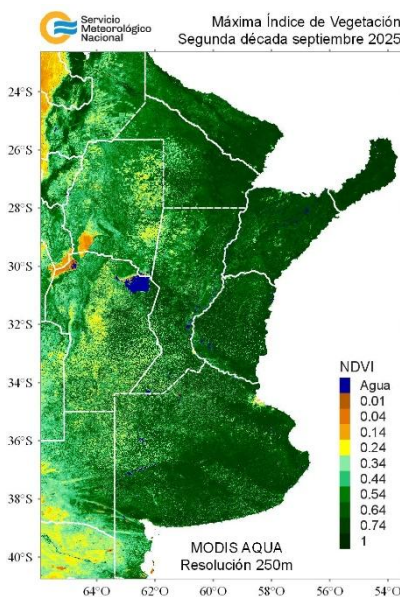 Servicio
Meteorológico
Nacional
Máxima Índice de Vegetación
Segunda década septiembre 2025
24°S
26°S
28°S
30°S
32°S
34°S
36°S
38°S
40°S
NDVI
Agua
0.01
0.04
0.14
0.24
0.34
0.44
0.54
0.64
0.74
1
MODIS AQUA
Resolución 250m
64°O
62°O
60°O
58°O
56°O
54°O